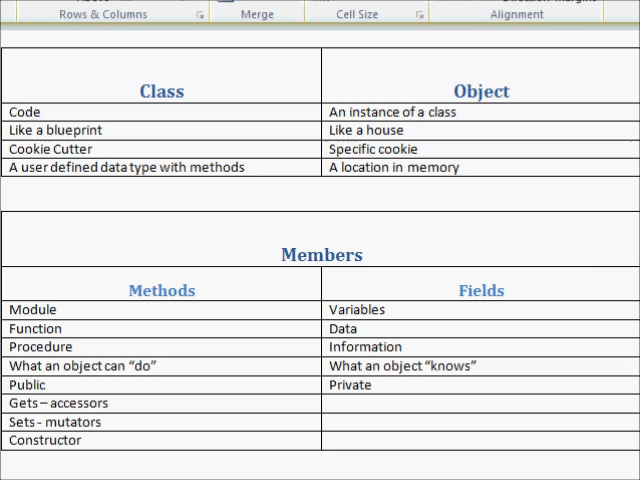 Rows & Columns Merge Cell Size Alignment
Class Object
Code An instance of a class
Like a blueprint Like a house
Cookie Cutter Specific cookie
A user defined data type with methods A location in memory
Members
Methods Fields
Module Variables
Function Data
Procedure Information
What an object can “do” What an object “knows”
Public Private
Gets – accessors
Sets - mutators
Constructor